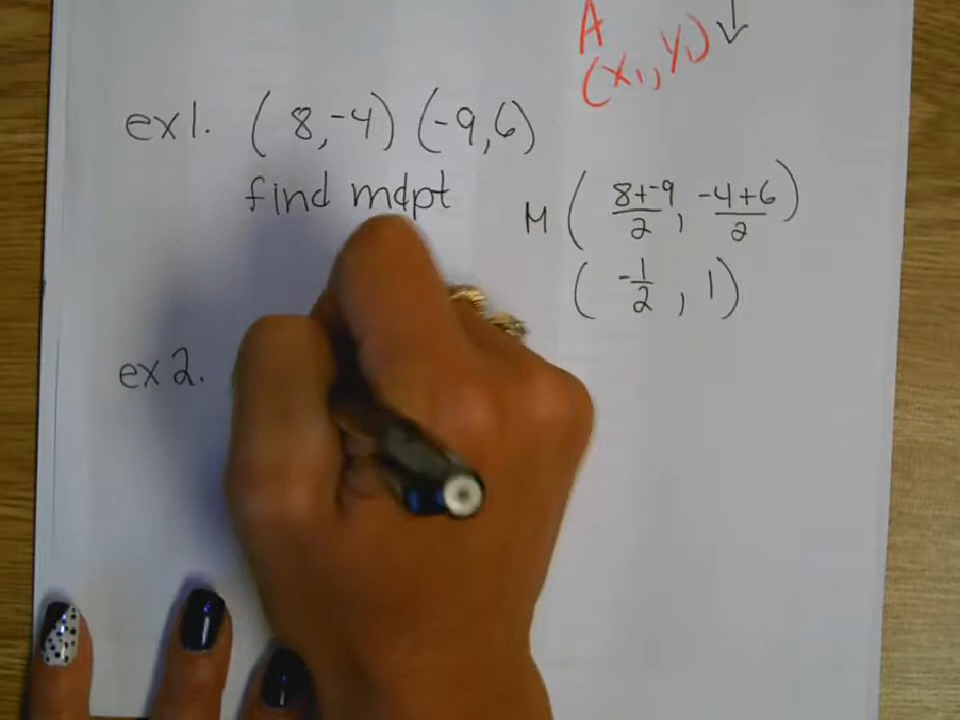 A
(x₁, y₁) ↓
ex1. (8, -4) (-9, 6)
find mdpt
M ( 8+-9/2 , -4+6/2 )
( -1/2 , 1 )
ex 2.